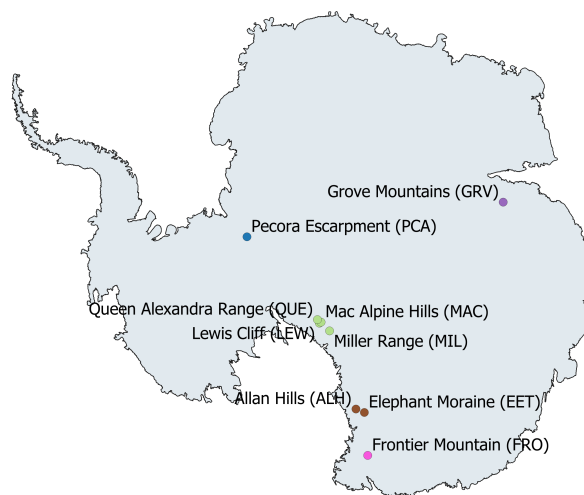 Grove Mountains (GRV)
Pecora Escarpment (PCA)
Queen Alexandra Range (QUE)
Mac Alpine Hills (MAC)
Lewis Cliff (LEW)
Miller Range (MIL)
Allan Hills (ALH)
Elephant Moraine (EET)
Frontier Mountain (FRO)